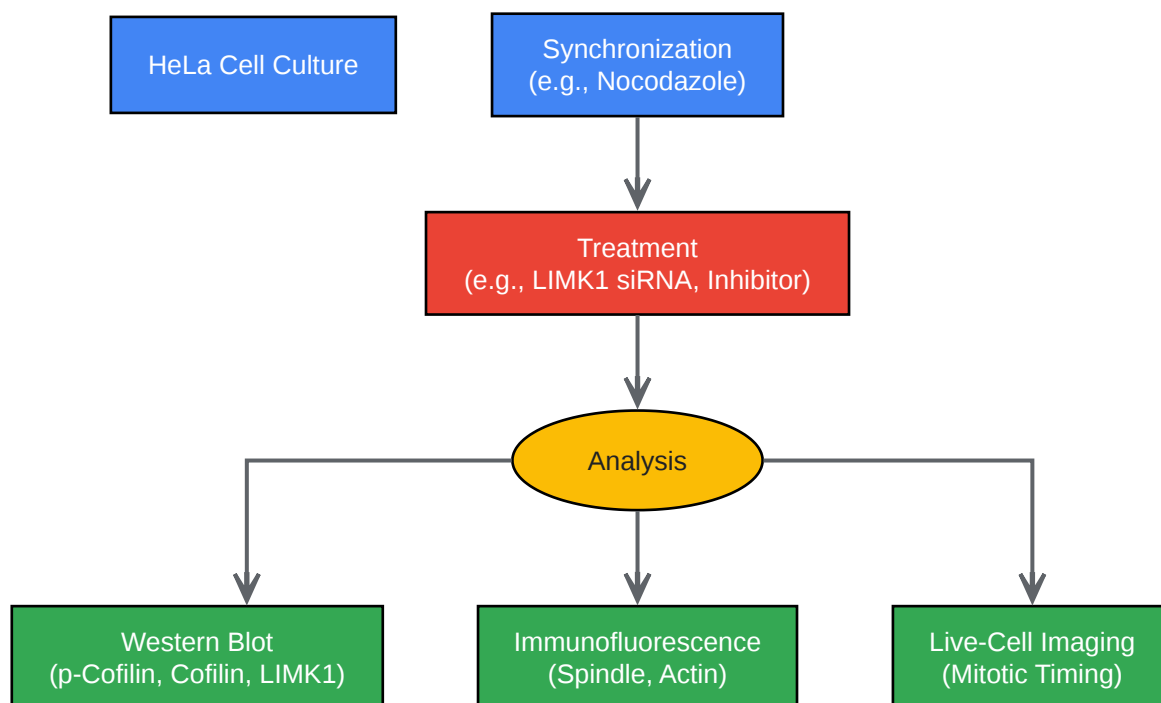 HeLa Cell Culture
Synchronization
(e.g., Nocodazole)
Treatment
(e.g., LIMK1 siRNA, Inhibitor)
Analysis
Western Blot
(p-Cofilin, Cofilin, LIMK1)
Immunofluorescence
(Spindle, Actin)
Live-Cell Imaging
(Mitotic Timing)